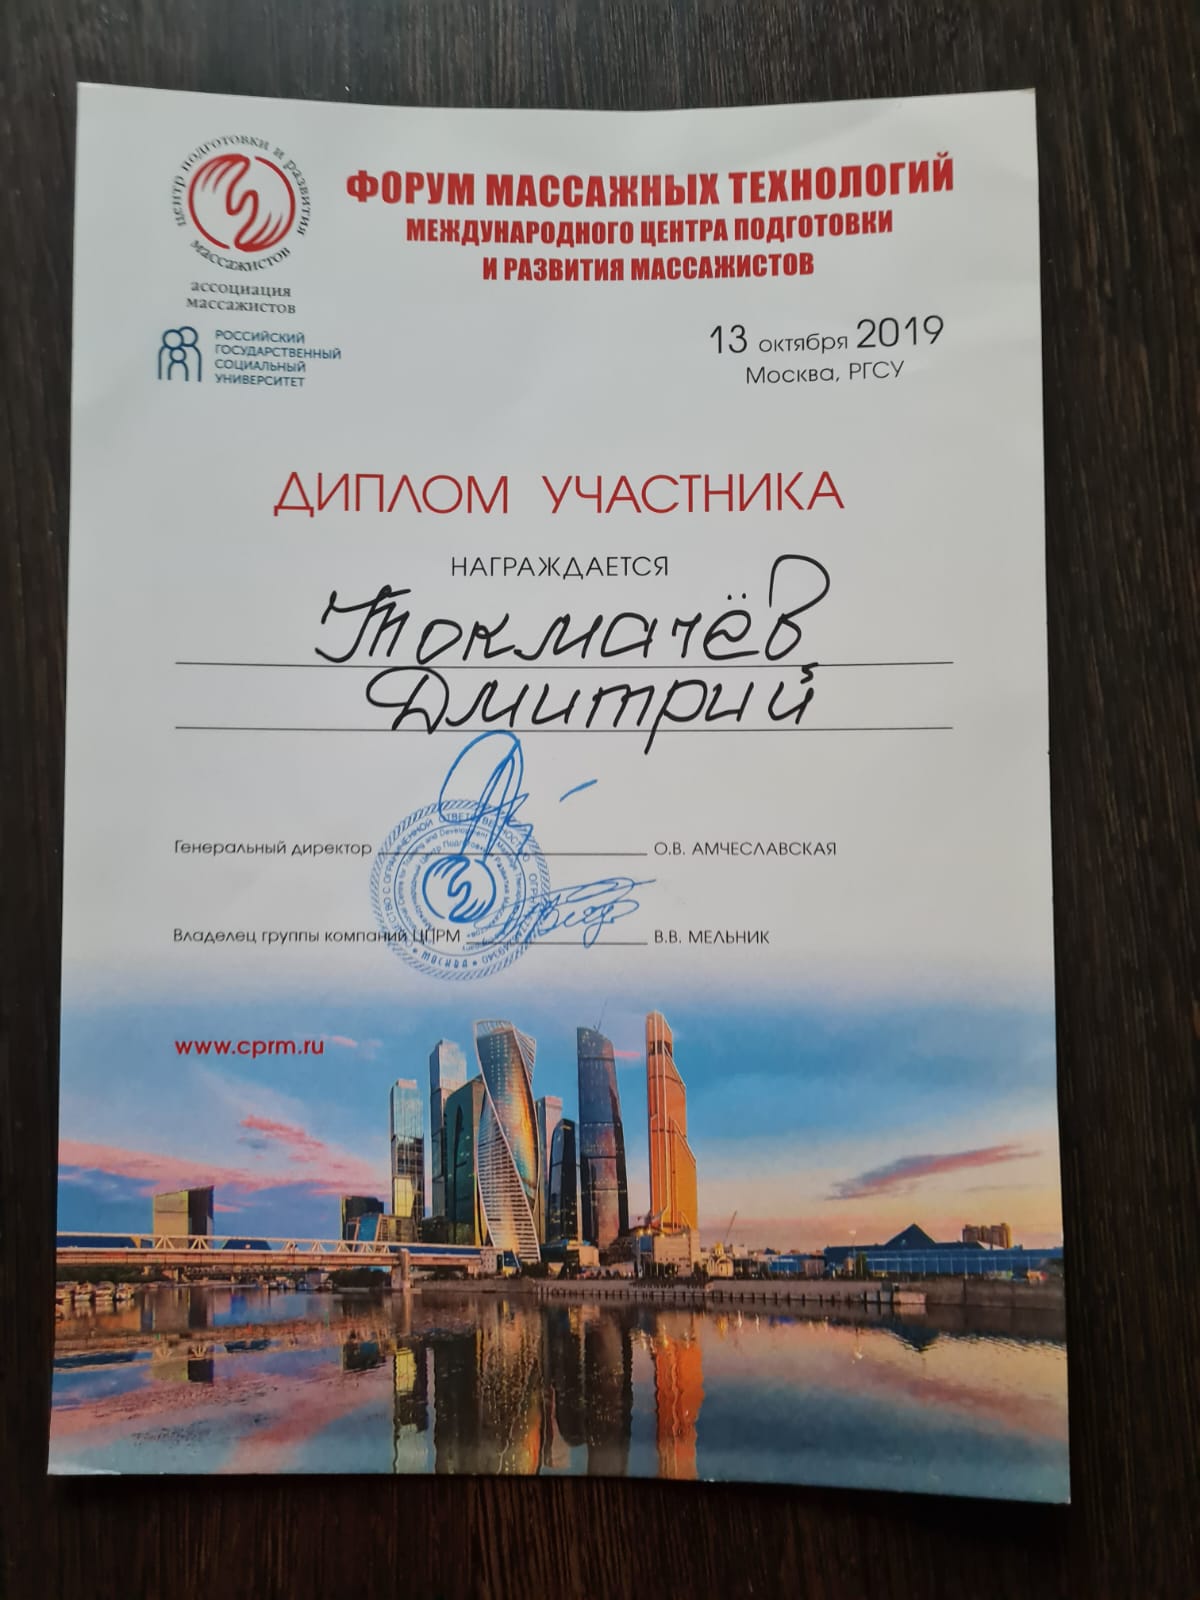 центр подготовки и развития
массажистов
ассоциация
массажистов
РОССИЙСКИЙ
ГОСУДАРСТВЕННЫЙ
СОЦИАЛЬНЫЙ
УНИВЕРСИТЕТ
ФОРУМ МАССАЖНЫХ ТЕХНОЛОГИЙ
МЕЖДУНАРОДНОГО ЦЕНТРА ПОДГОТОВКИ
И РАЗВИТИЯ МАССАЖИСТОВ
13 октября 2019
Москва, РГСУ
ДИПЛОМ УЧАСТНИКА
НАГРАЖДАЕТСЯ
Токмачёв
Дмитрий
Генеральный директор О.В. АМЧЕСЛАВСКАЯ
Владелец группы компаний ЦПРМ В.В. МЕЛЬНИК
МОСКВА
www.cprm.ru